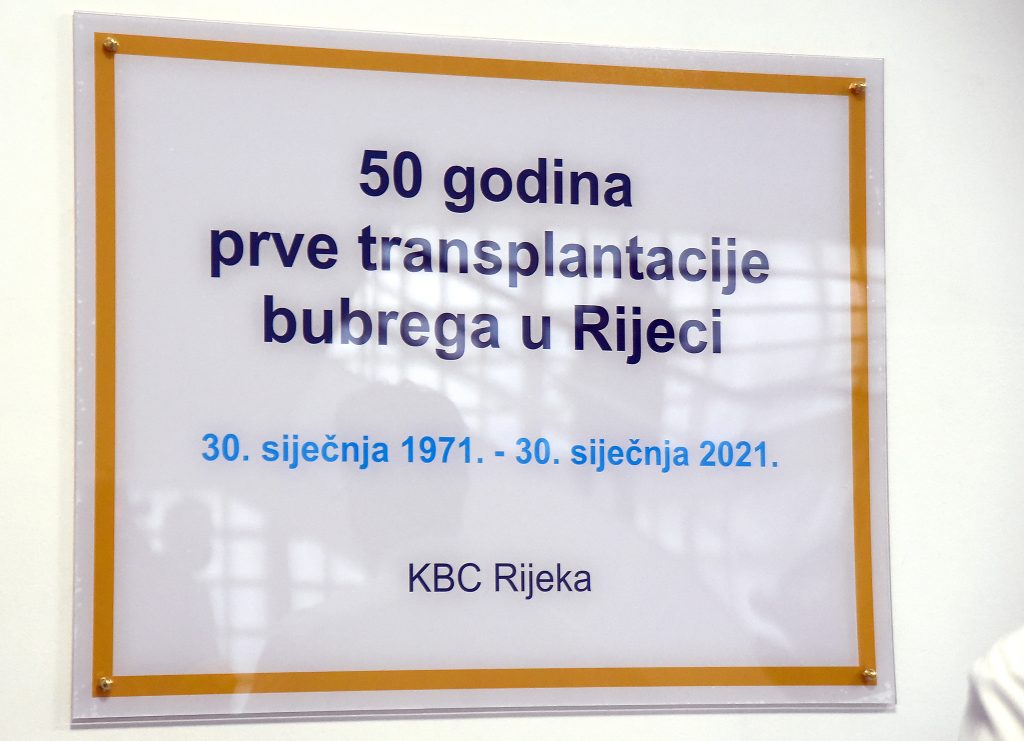 50 godina
prve transplantacije
bubrega u Rijeci
30. siječnja 1971. - 30. siječnja 2021.
KBC Rijeka